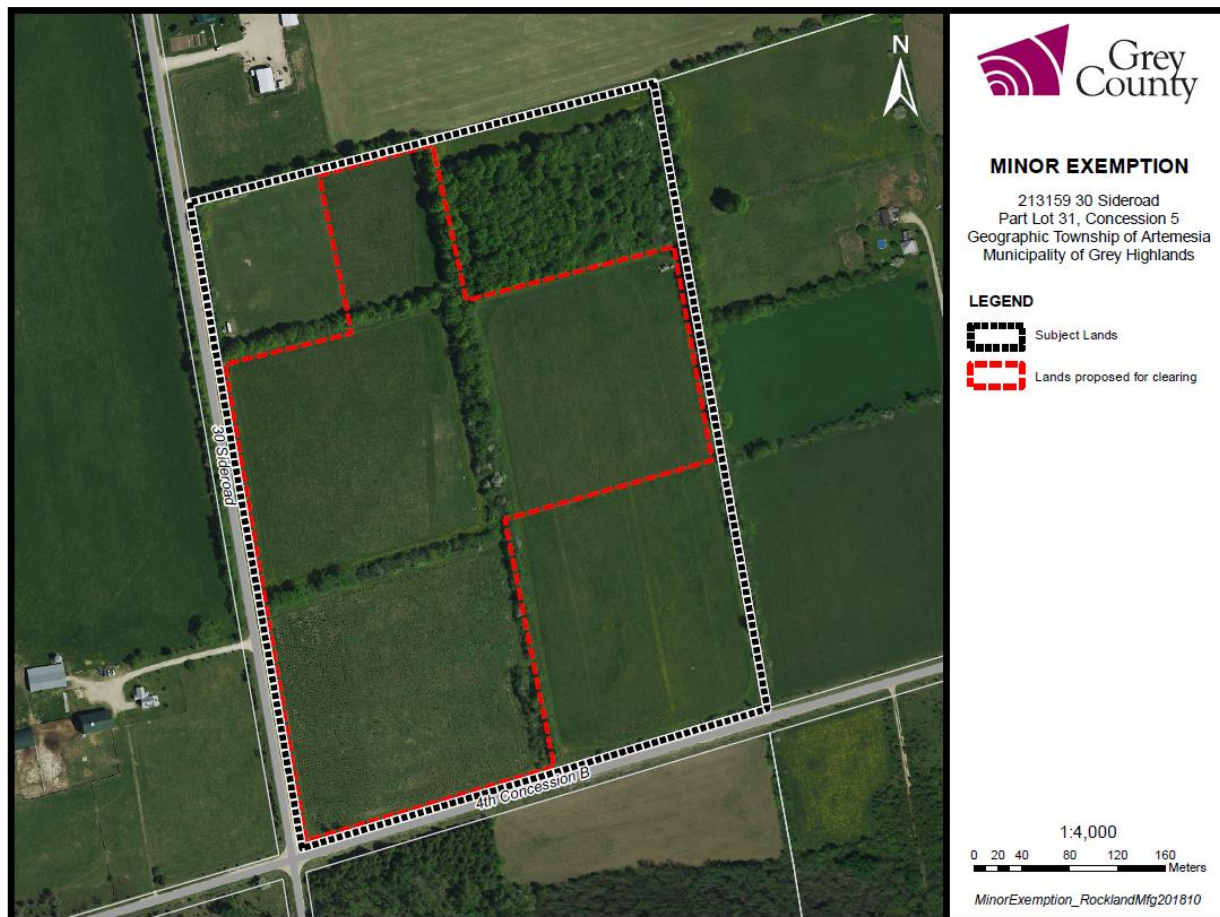 N
30 Sideroad
4th Concession B
Grey
County
MINOR EXEMPTION
213159 30 Sideroad
Part Lot 31, Concession 5
Geographic Township of Artemesia
Municipality of Grey Highlands
LEGEND
Subject Lands
Lands proposed for clearing
1:4,000
0 20 40 80 120 160
Meters
MinorExemption_RocklandMfg201810